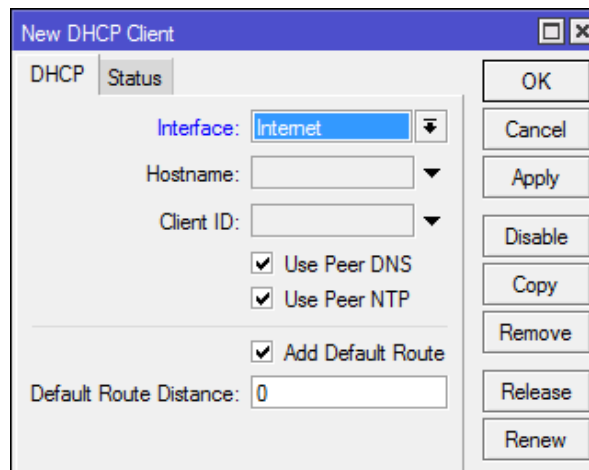 New DHCP Client
DHCP
Status
Interface: Internet
Hostname:
Client ID:
Use Peer DNS
Use Peer NTP
Add Default Route
Default Route Distance: 0
OK
Cancel
Apply
Disable
Copy
Remove
Release
Renew